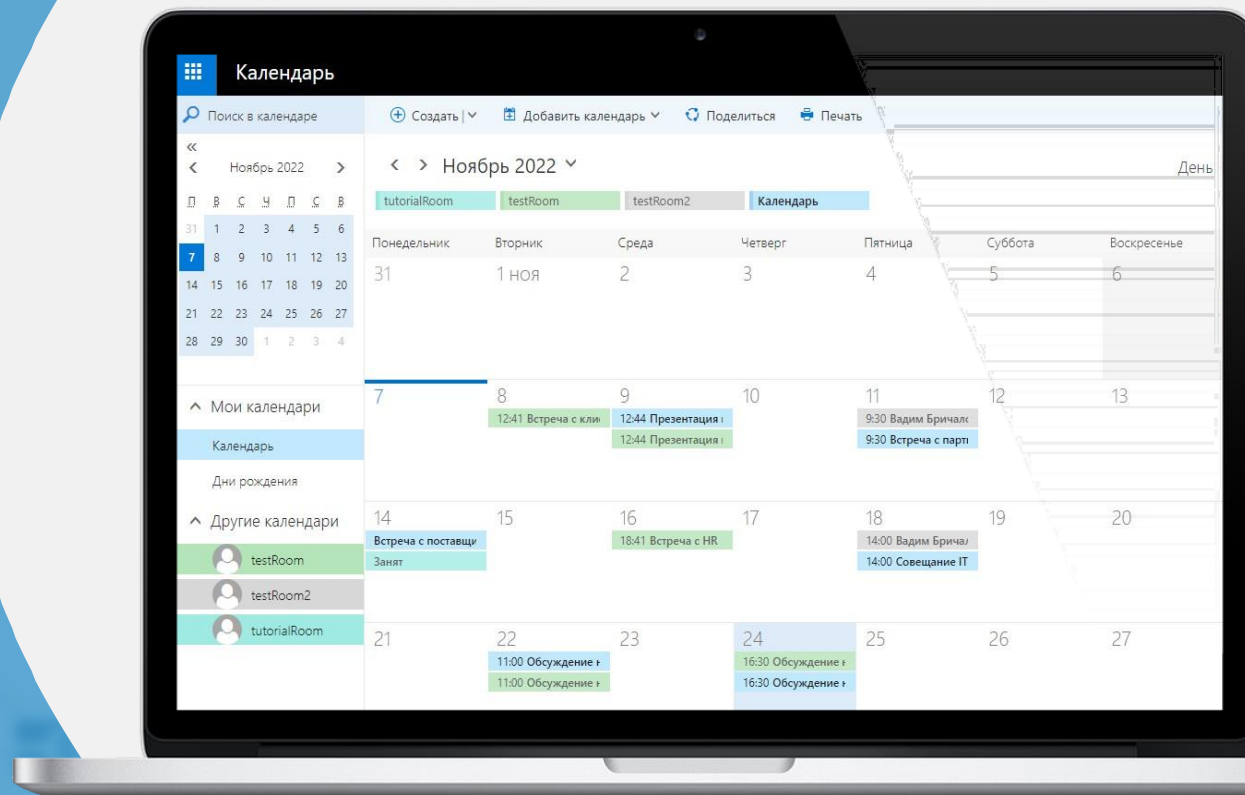 Календарь
Поиск в календаре
Создать | Добавить календарь Поделиться Печать
Ноябрь 2022
П В С Ч П С В
31 1 2 3 4 5 6
7 8 9 10 11 12 13
14 15 16 17 18 19 20
21 22 23 24 25 26 27
28 29 30 1 2 3 4
Мои календари
Календарь
Дни рождения
Другие календари
testRoom
testRoom2
tutorialRoom
Ноябрь 2022
День
tutorialRoom testRoom testRoom2 Календарь
Понедельник Вторник Среда Четверг Пятница Суббота Воскресенье
31 1 ноя 2 3 4 5 6
7 8 9 10 11 12 13
12:41 Встреча с 12:44 Презентация 9:30 Вадим
12:44 Презентация 9:30 Встреча с
14 15 16 17 18 19 20
Встреча с 18:41 Встреча с HR 14:00 Вадим
Занят 14:00 Совещание IT
21 22 23 24 25 26 27
11:00 Обсуждение 16:30 Обсуждение
11:00 Обсуждение 16:30 Обсуждение